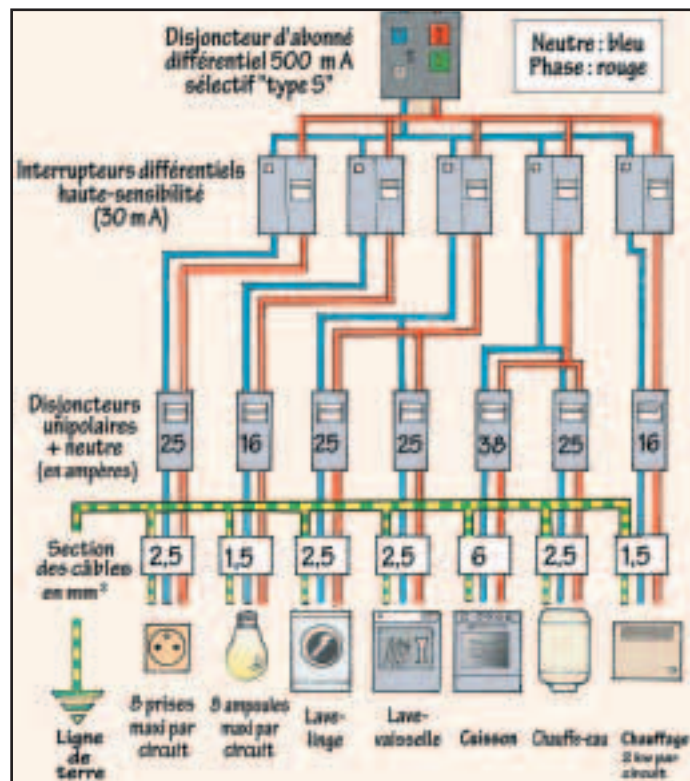 Disjoncteur d'abonné
différentiel 500 mA
sélectif "type S"
Neutre : bleu
Phase : rouge
Interrupteurs différentiels
haute-sensibilité
(30 mA)
Disjoncteurs
unipolaires
+ neutre
(en ampères)
25
16
25
25
38
25
16
Section
des câbles
en mm²
2,5
1,5
2,5
2,5
6
2,5
1,5
Ligne
de
terre
8 prises
maxi par
circuit
8 ampoules
maxi par
circuit
Lave-
linge
Lave-
vaisselle
Cuisson
Chauffe-eau
Chauffage
2 kw par
circuit